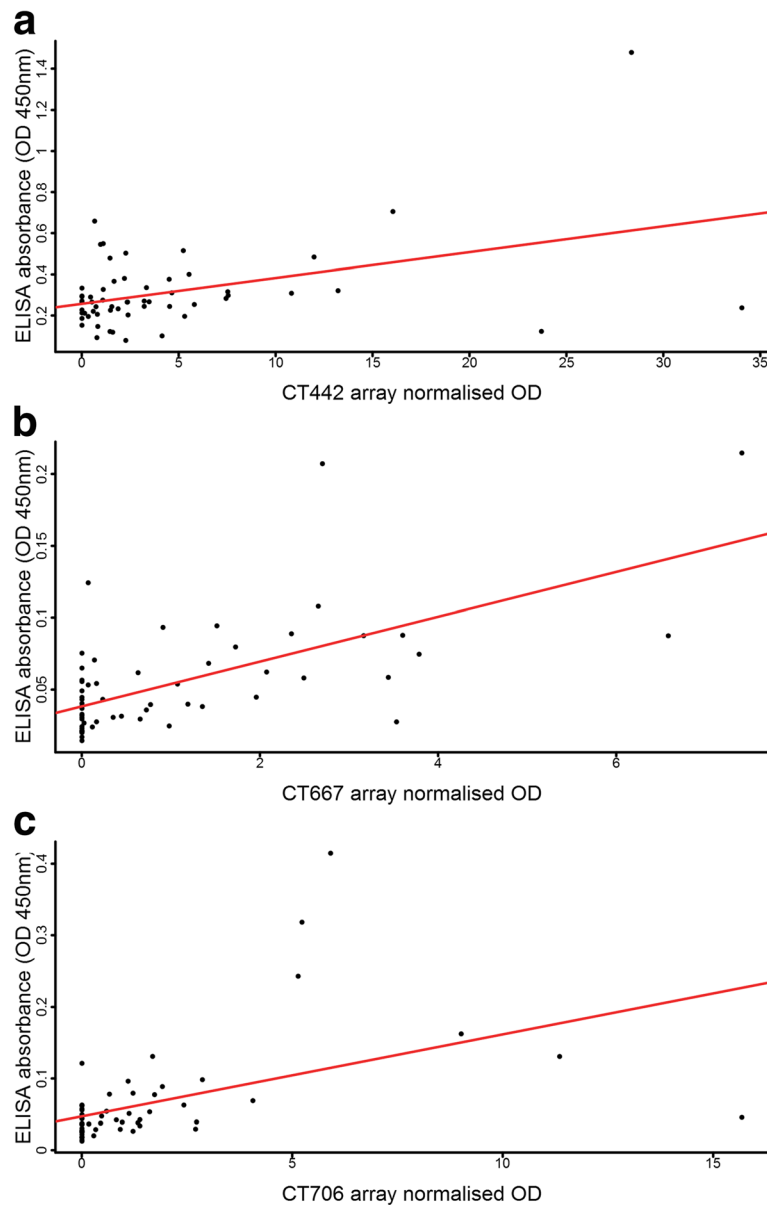 a
ELISA absorbance (OD 450nm)
1.4
1.2
1
0.8
0.6
0.4
0.2
0 5 10 15 20 25 30 35
CT442 array normalised OD
b
ELISA absorbance (OD 450nm)
0.2
0.15
0.1
0.05
0 2 4 6
CT667 array normalised OD
c
ELISA absorbance (OD 450nm)
0.4
0.3
0.2
0.1
0
0 5 10 15
CT706 array normalised OD